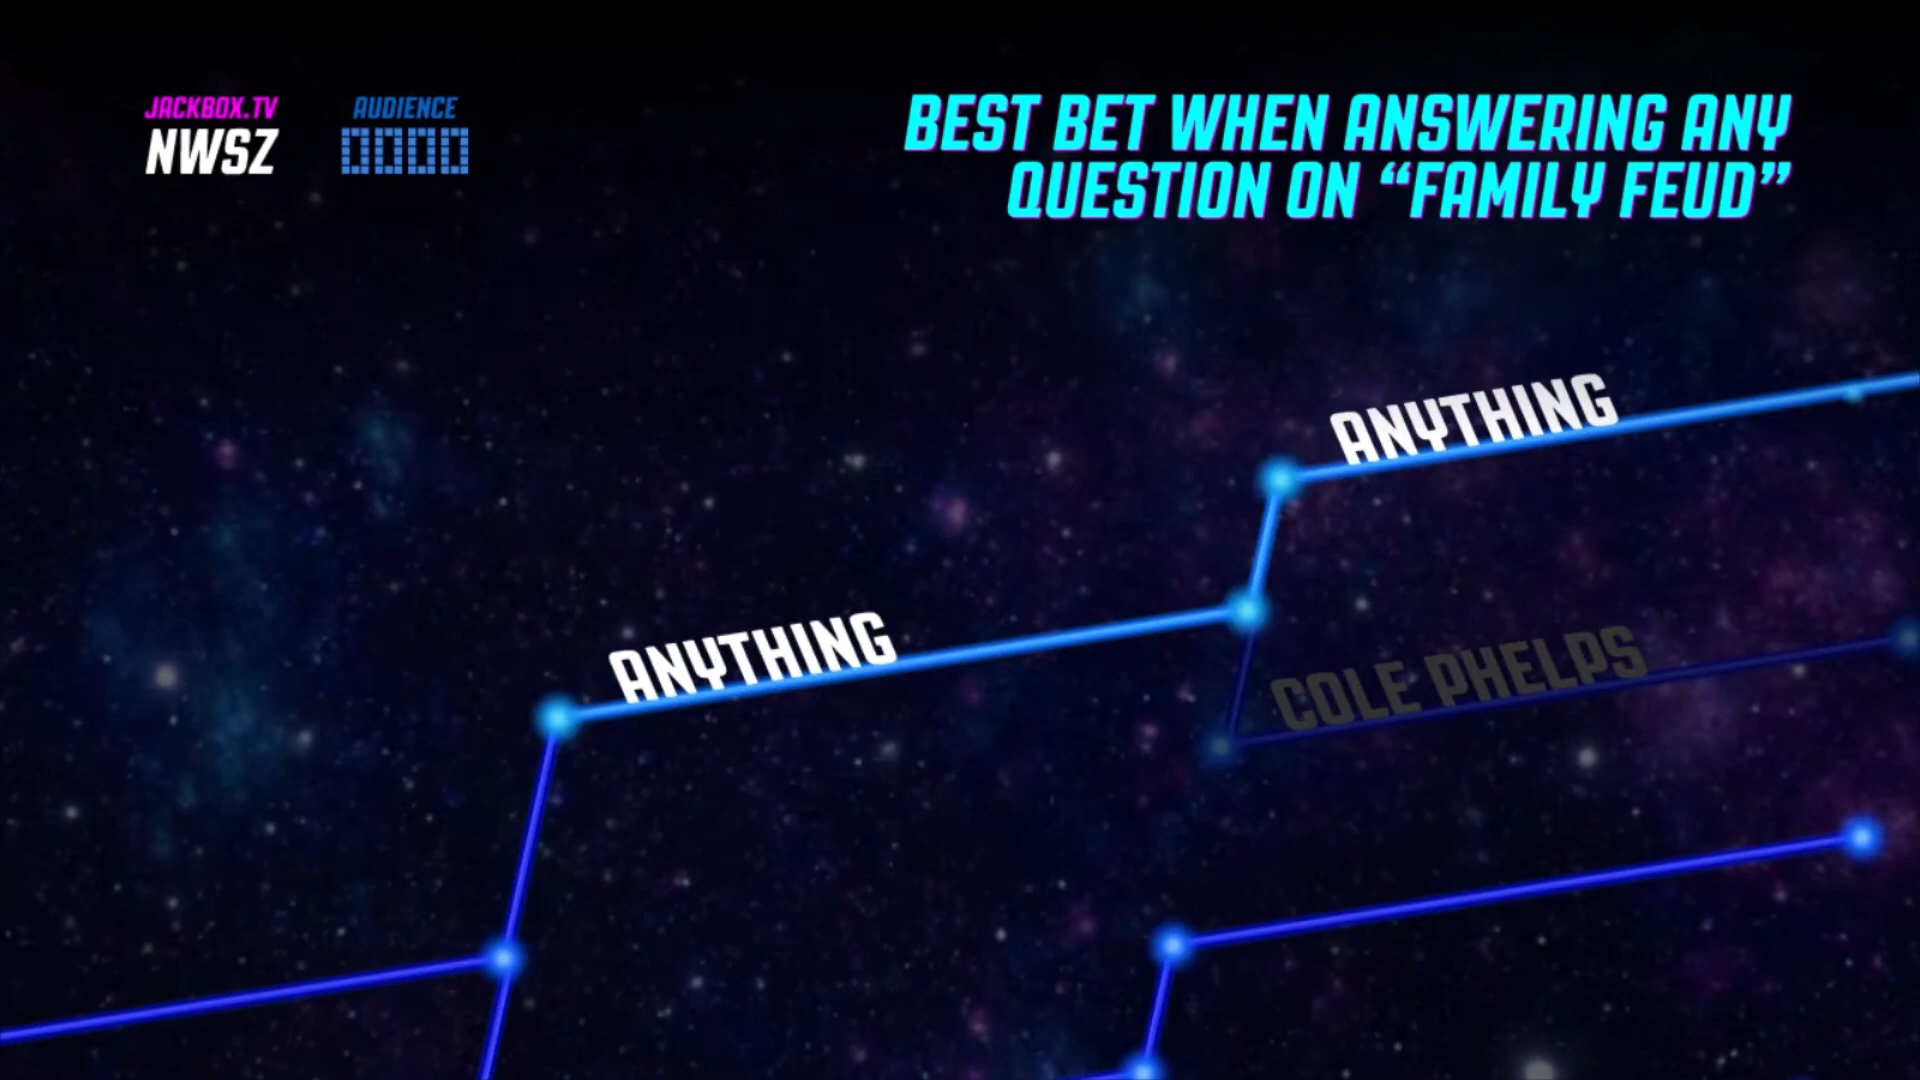 JACKBOX.TV
NWSZ
AUDIENCE
0000
BEST BET WHEN ANSWERING ANY
QUESTION ON “FAMILY FEUD”
ANYTHING
ANYTHING
COLE PHELPS